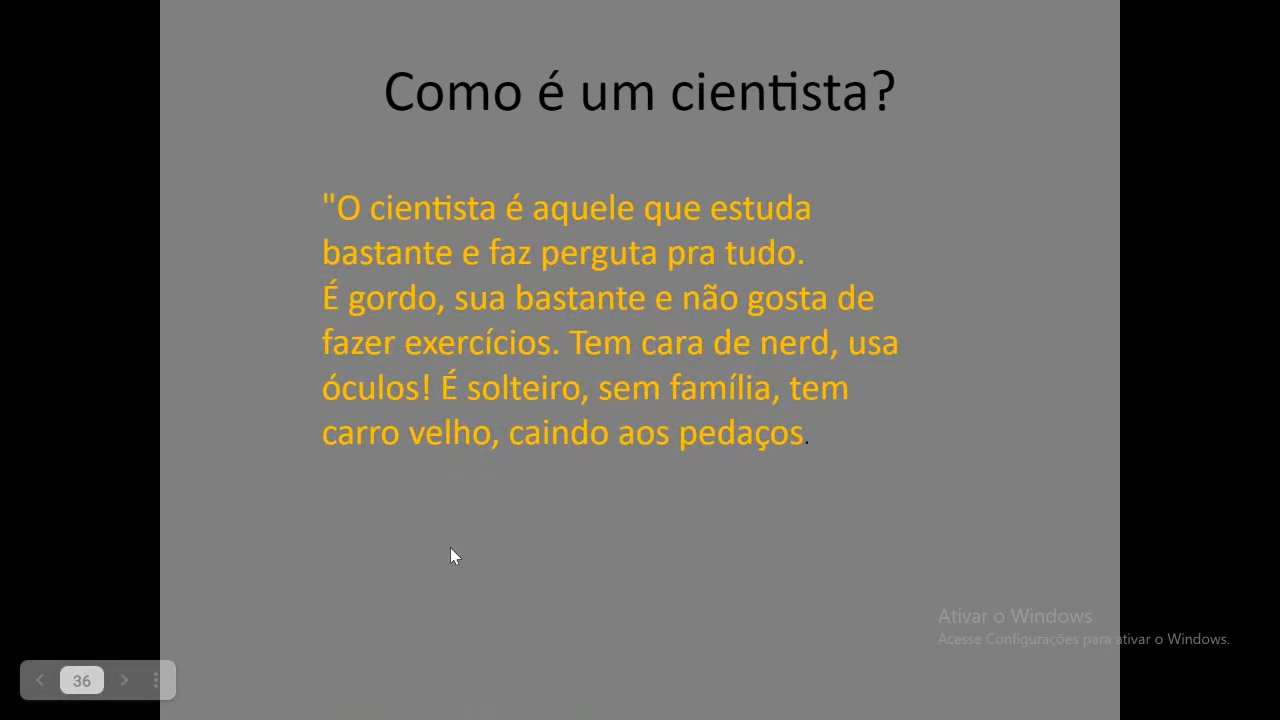 Como é um cientista?
"O cientista é aquele que estuda
bastante e faz perguta pra tudo.
É gordo, sua bastante e não gosta de
fazer exercícios. Tem cara de nerd, usa
óculos! É solteiro, sem família, tem
carro velho, caindo aos pedaços.
Ativar o Windows
Acesse Configurações para ativar o Windows.
36